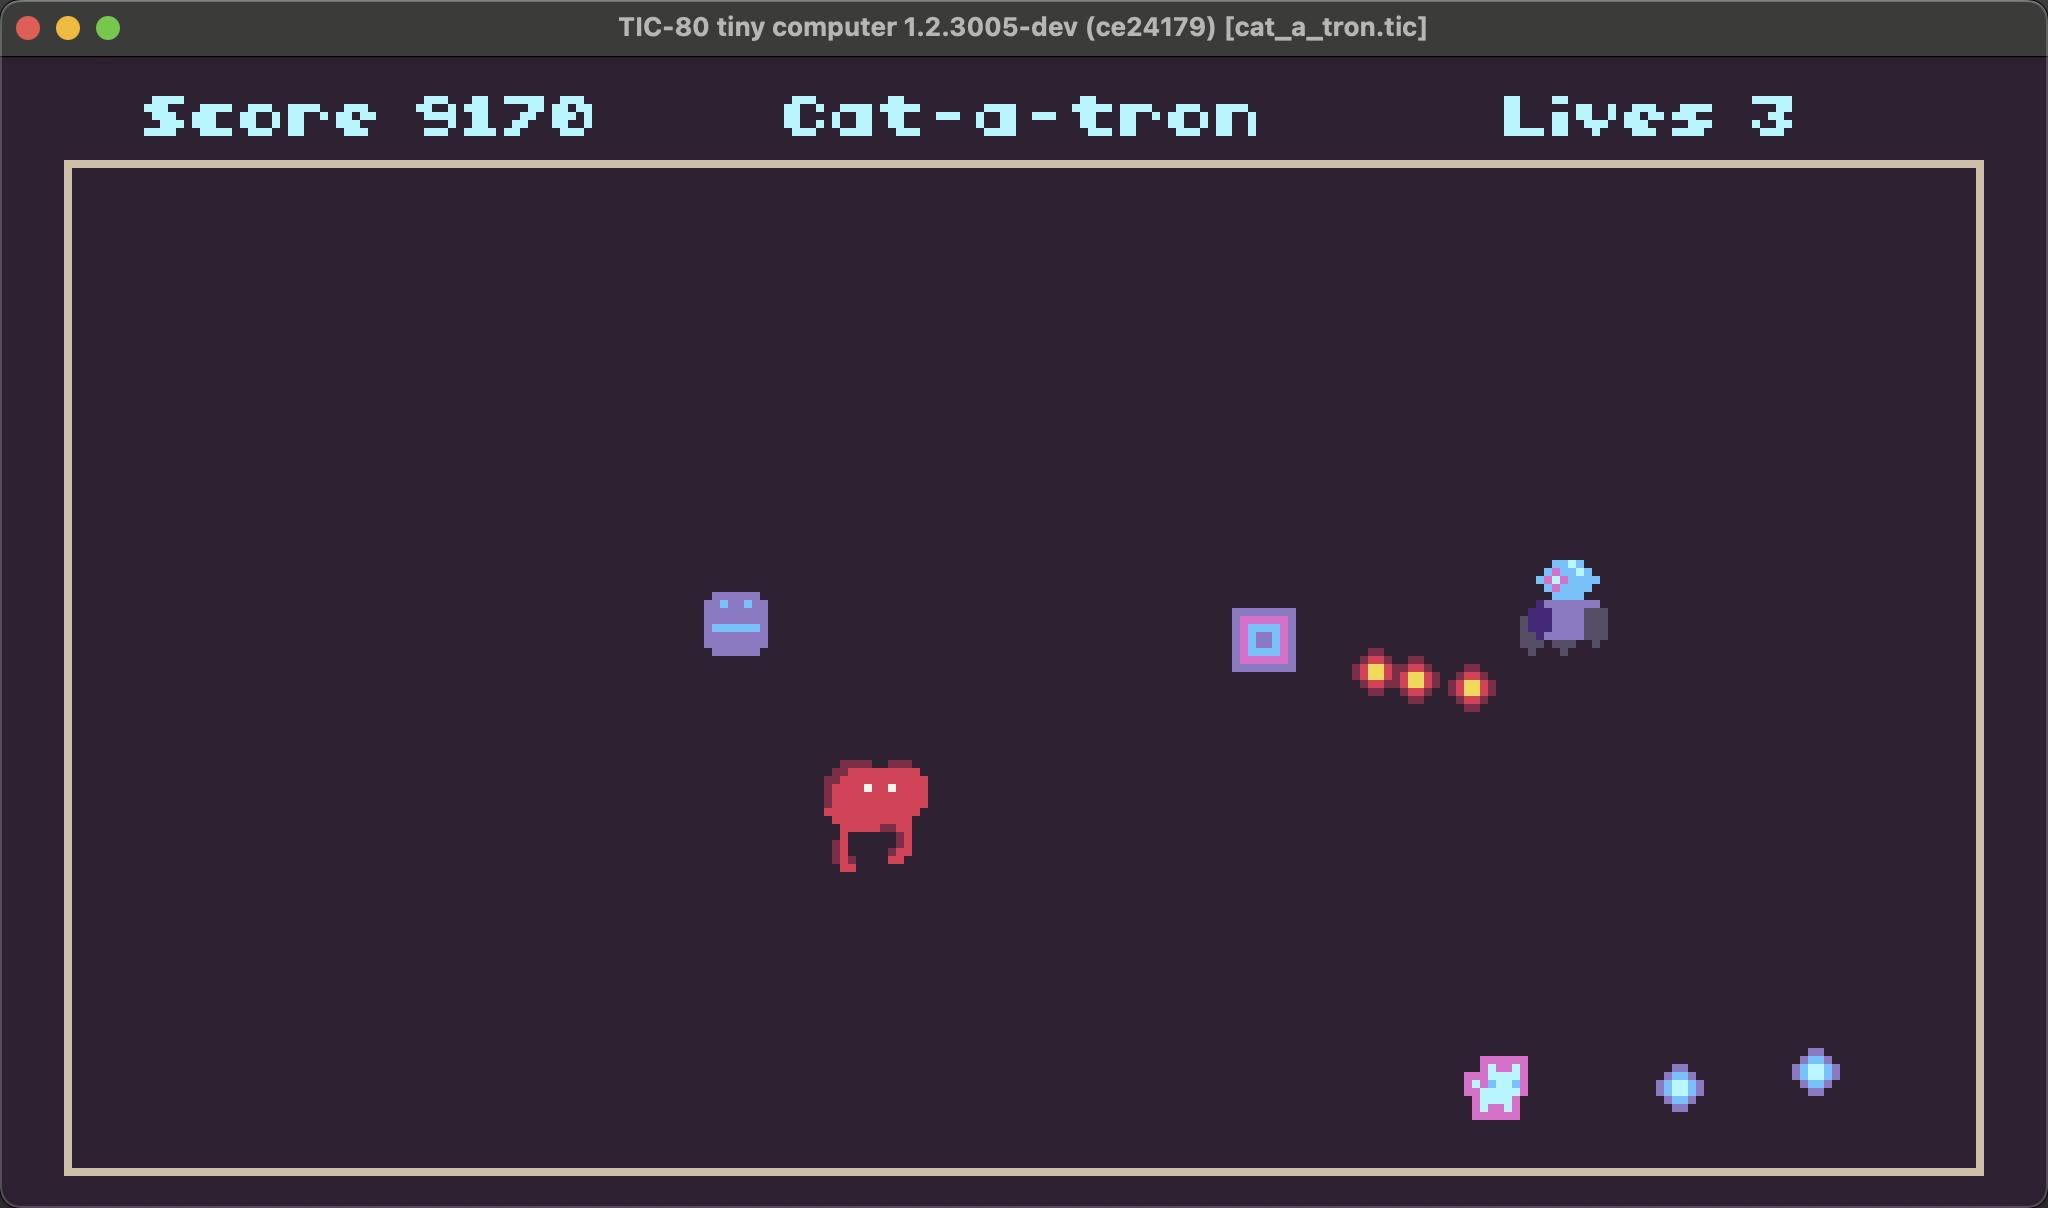 TIC-80 tiny computer 1.2.3005-dev (ce24179) [cat_a_tron.tic]
Score 9170 Cat-a-tron Lives 3